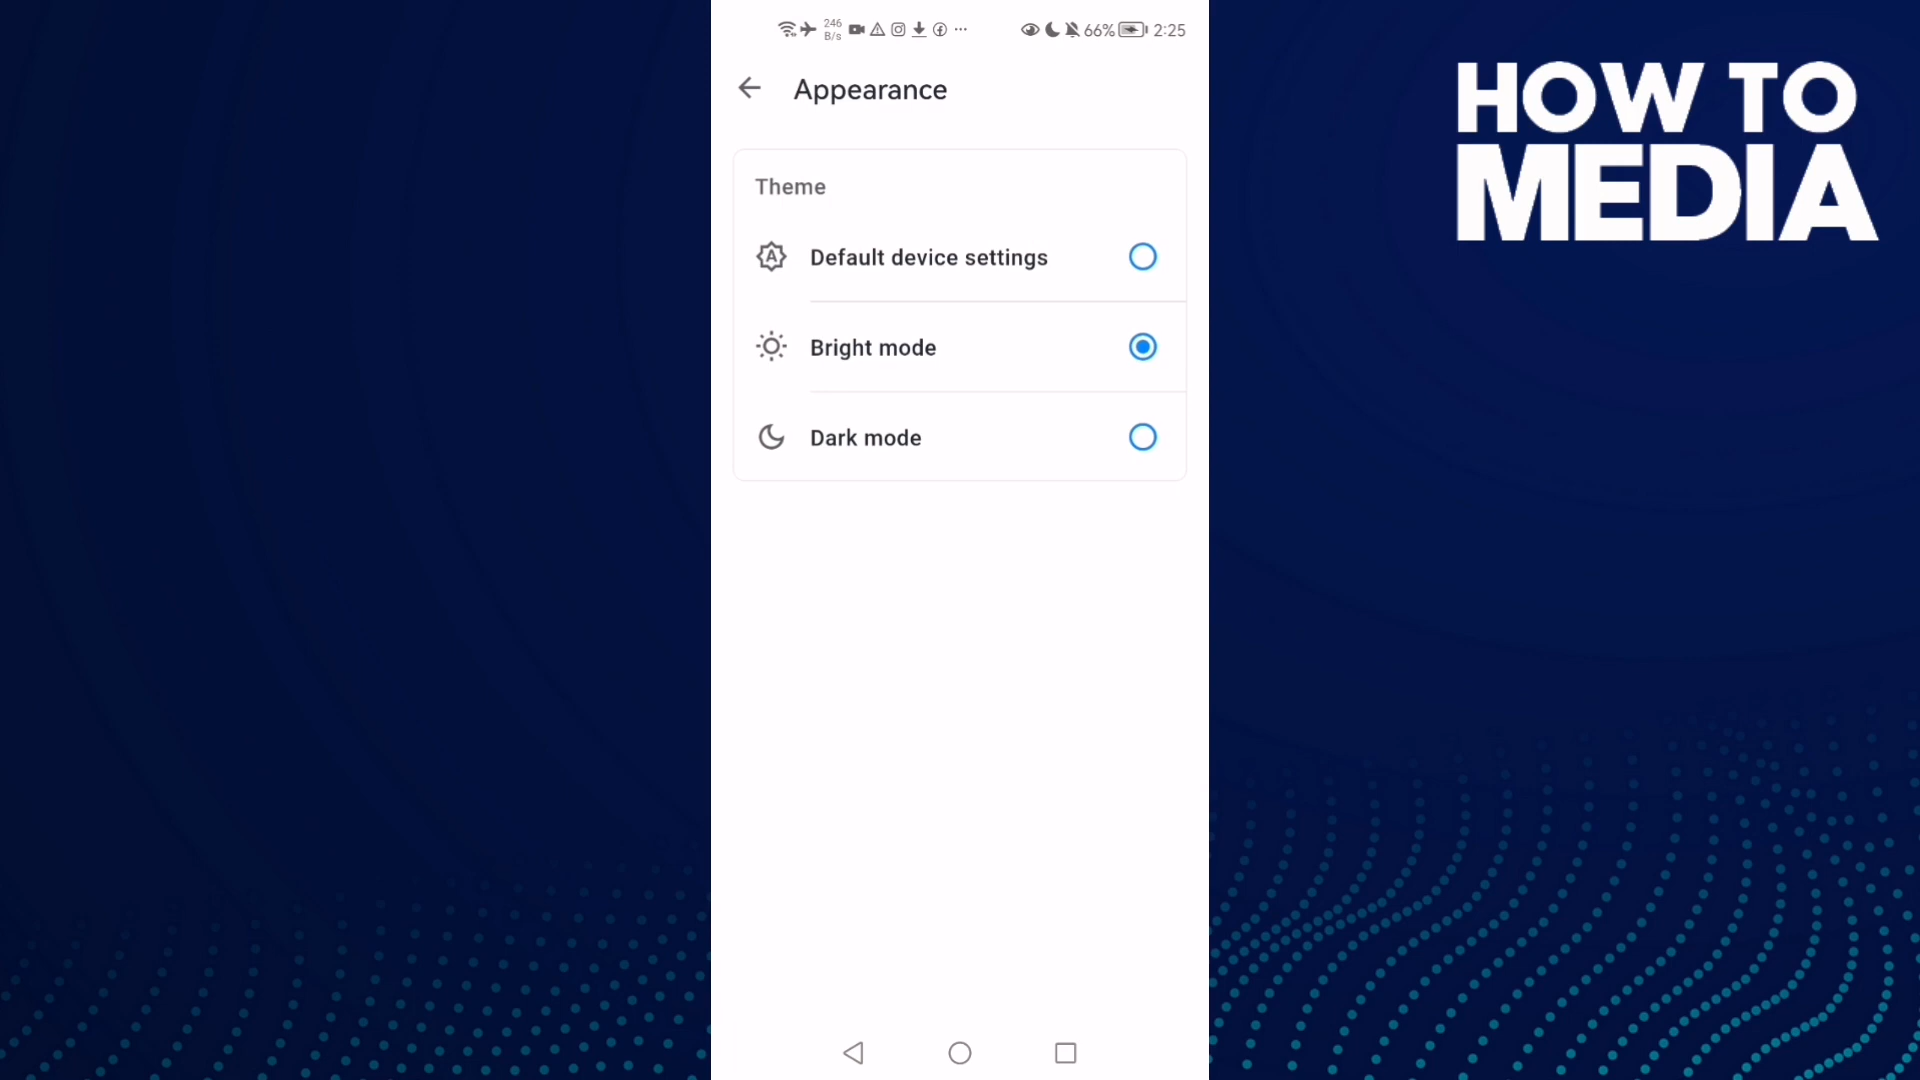 246
B/s
66%
2:25
Appearance
HOW TO
MEDIA
Theme
Default device settings
Bright mode
Dark mode